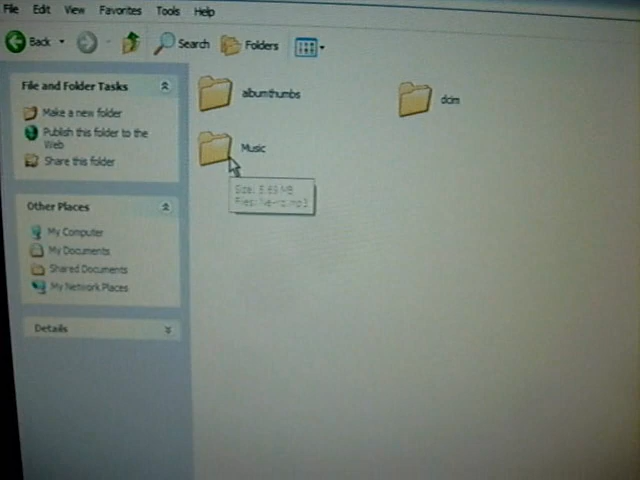 File Edit View Favorites Tools Help
Back Search Folders
File and Folder Tasks
Make a new folder
Publish this folder to the
Web
Share this folder
Other Places
My Computer
My Documents
Shared Documents
My Network Places
Details
albumthumbs
dcim
Music
Size: 5.69 MB
Files: